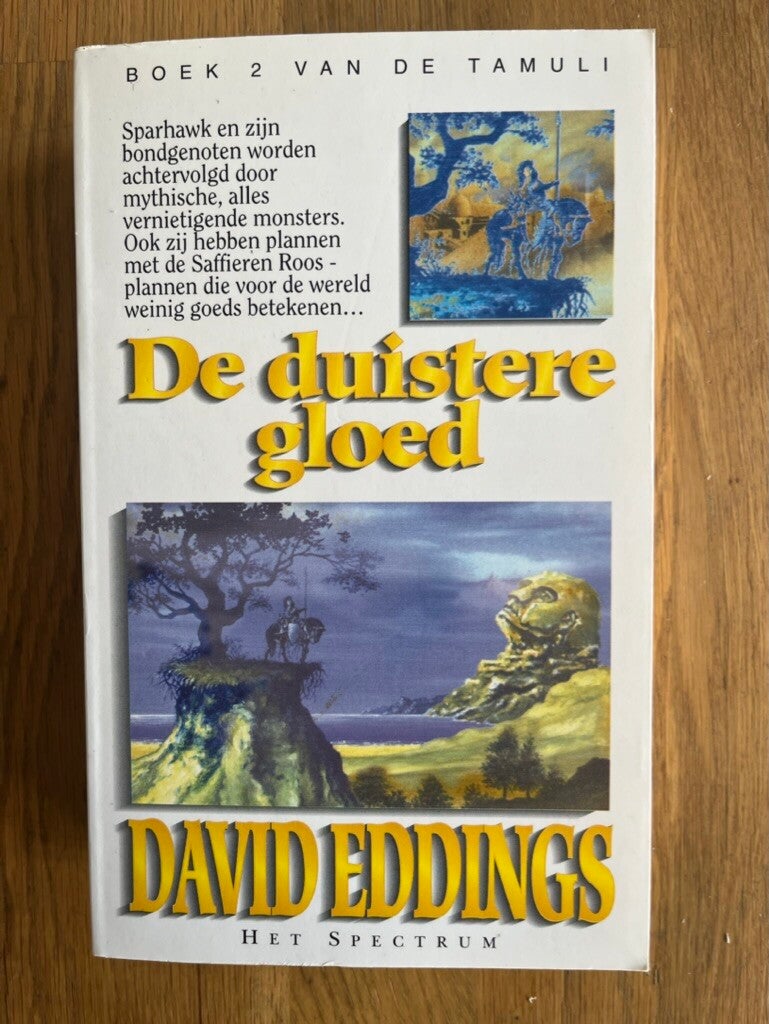 BOEK 2 VAN DE TAMULI
Sparhawk en zijn
bondgenoten worden
achtervolgd door
mythische, alles
vernietigende monsters.
Ook zij hebben plannen
met de Saffieren Roos -
plannen die voor de wereld
weinig goeds betekenen...
De duistere
gloed
DAVID EDDINGS
HET SPECTRUM